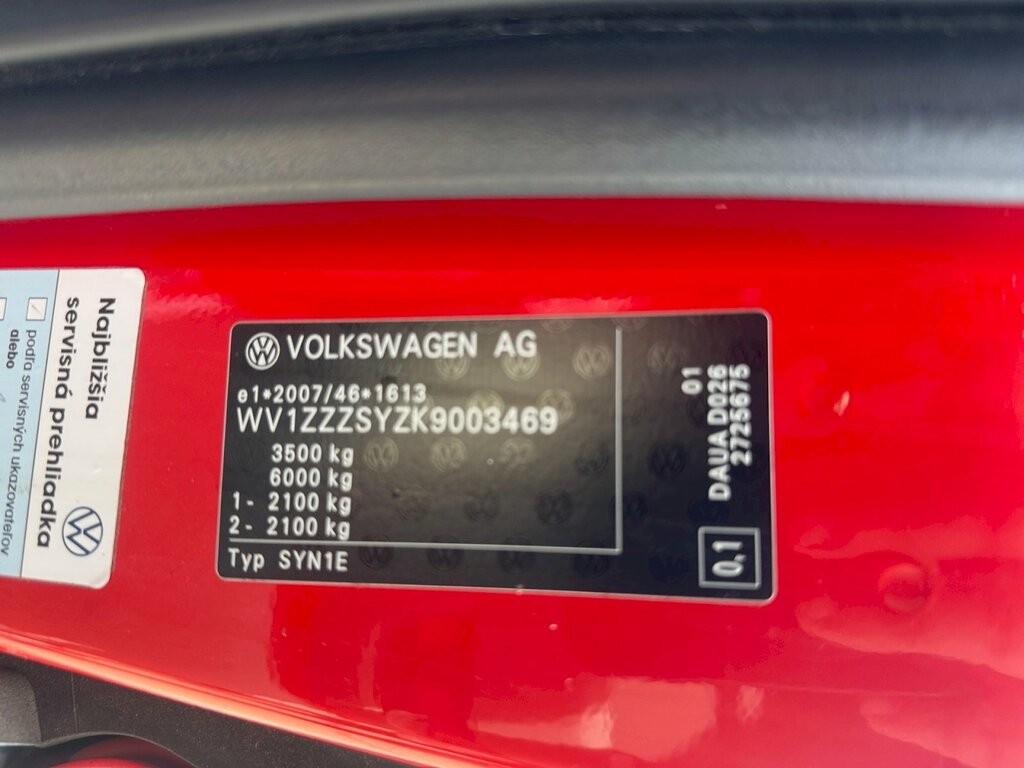 Najbližšia
servisná prehliadka
podľa servisných ukazovateľov
alebo
VOLKSWAGEN AG
e1*2007/46*1613
WV1ZZZSYZK9003469
3500 kg
6000 kg
1- 2100 kg
2- 2100 kg
Typ SYN1E
01
DAUA D026
2725675
0,1